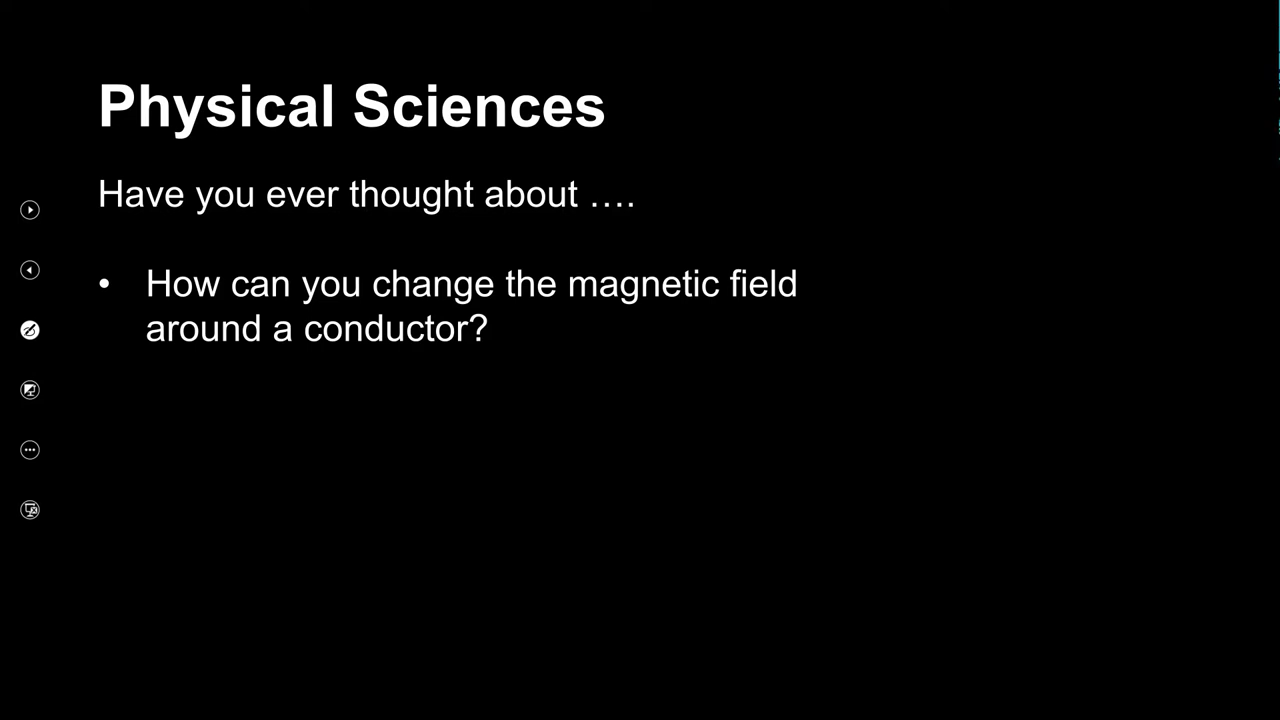 Physical Sciences
Have you ever thought about ….
• How can you change the magnetic field
around a conductor?